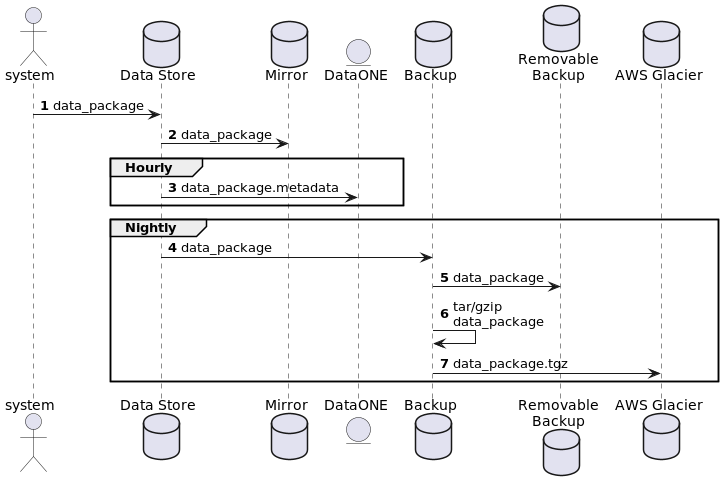 system
Data Store
Mirror
DataONE
Backup
Removable
Backup
AWS Glacier
1 data_package
2 data_package
Hourly
3 data_package.metadata
Nightly
4 data_package
5 data_package
6 tar/gzip
data_package
7 data_package.tgz
system
Data Store
Mirror
DataONE
Backup
Removable
Backup
AWS Glacier